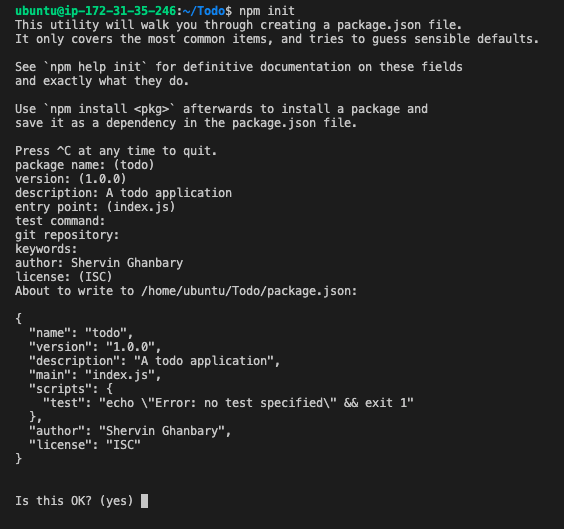 ubuntu@ip-172-31-35-246:~/Todo$ npm init
This utility will walk you through creating a package.json file.
It only covers the most common items, and tries to guess sensible defaults.

See `npm help init` for definitive documentation on these fields
and exactly what they do.

Use `npm install <pkg>` afterwards to install a package and
save it as a dependency in the package.json file.

Press ^C at any time to quit.
package name: (todo)
version: (1.0.0)
description: A todo application
entry point: (index.js)
test command:
git repository:
keywords:
author: Shervin Ghanbary
license: (ISC)
About to write to /home/ubuntu/Todo/package.json:

{
  "name": "todo",
  "version": "1.0.0",
  "description": "A todo application",
  "main": "index.js",
  "scripts": {
    "test": "echo \"Error: no test specified\" && exit 1"
  },
  "author": "Shervin Ghanbary",
  "license": "ISC"
}


Is this OK? (yes)